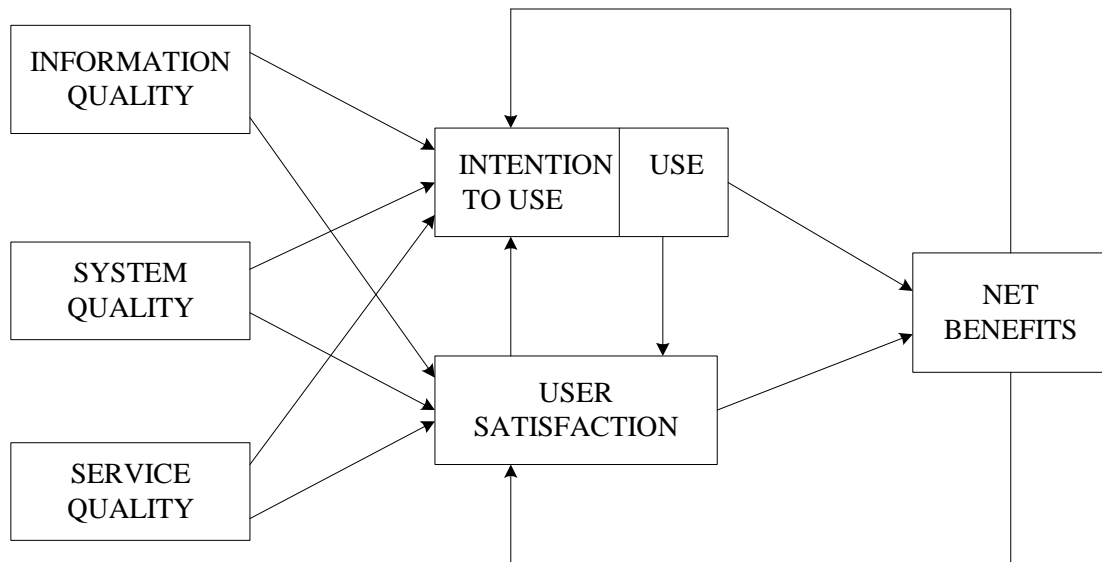 INFORMATION
QUALITY
SYSTEM
QUALITY
SERVICE
QUALITY
INTENTION
TO USE
USE
USER
SATISFACTION
NET
BENEFITS